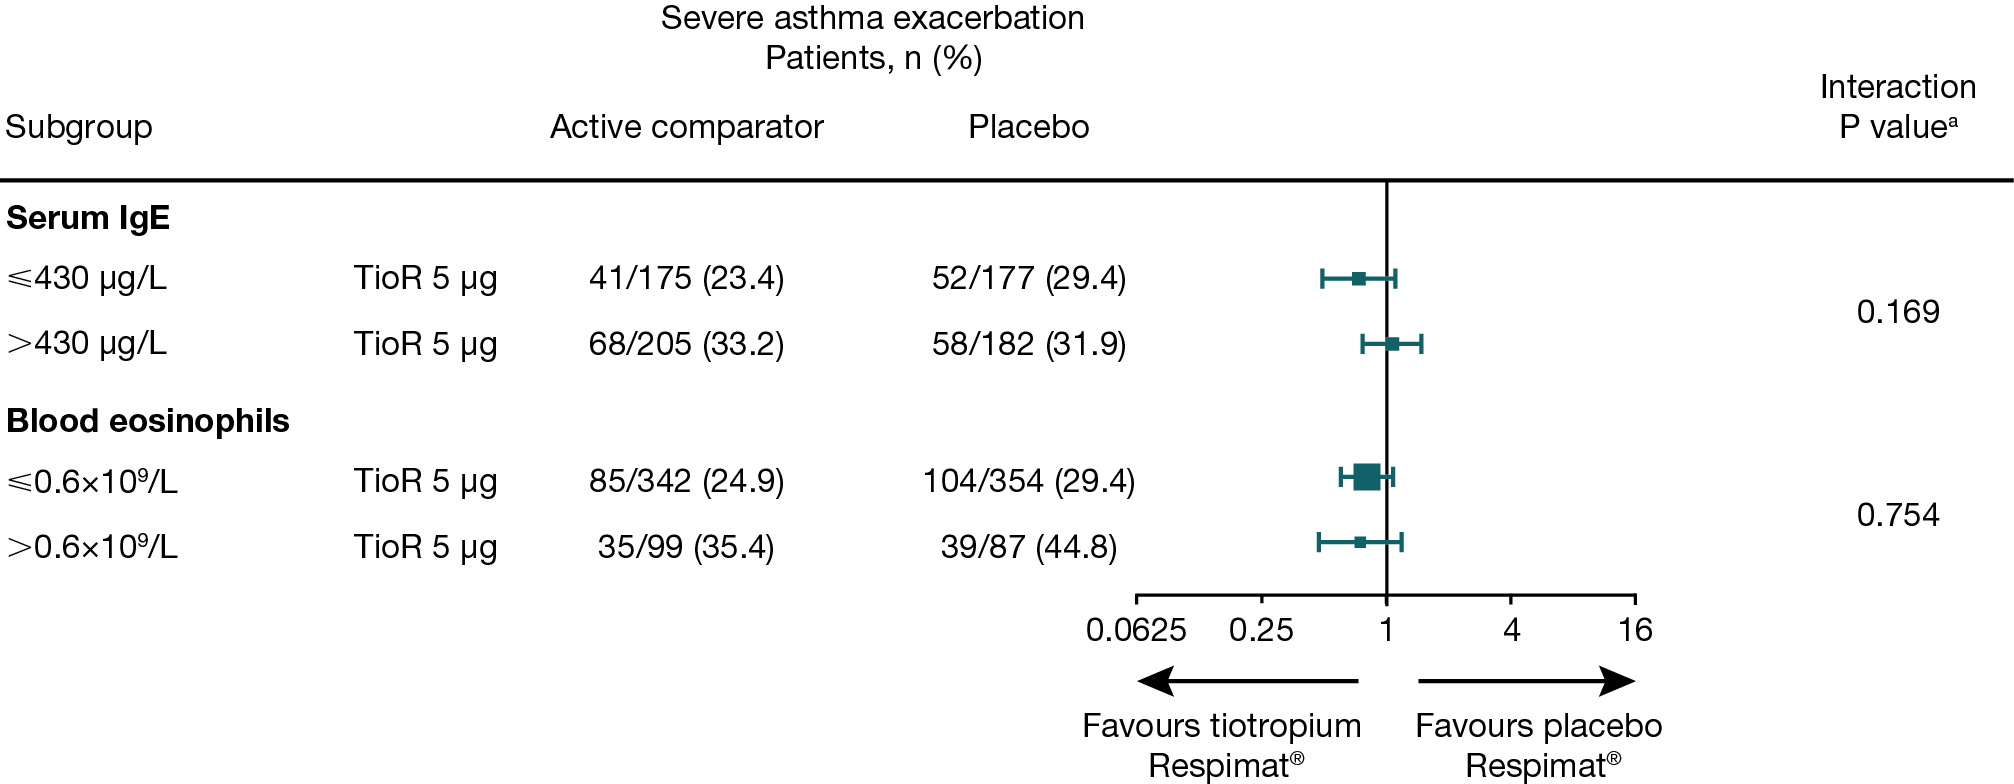 Severe asthma exacerbation
Patients, n (%)
Interaction
Subgroup Active comparator Placebo P valueᵃ
Serum IgE
⩽430 µg/L TioR 5 µg 41/175 (23.4) 52/177 (29.4)
0.169
>430 µg/L TioR 5 µg 68/205 (33.2) 58/182 (31.9)
Blood eosinophils
⩽0.6×10⁹/L TioR 5 µg 85/342 (24.9) 104/354 (29.4)
0.754
>0.6×10⁹/L TioR 5 µg 35/99 (35.4) 39/87 (44.8)
0.0625 0.25 1 4 16
Favours tiotropium Favours placebo
Respimat® Respimat®